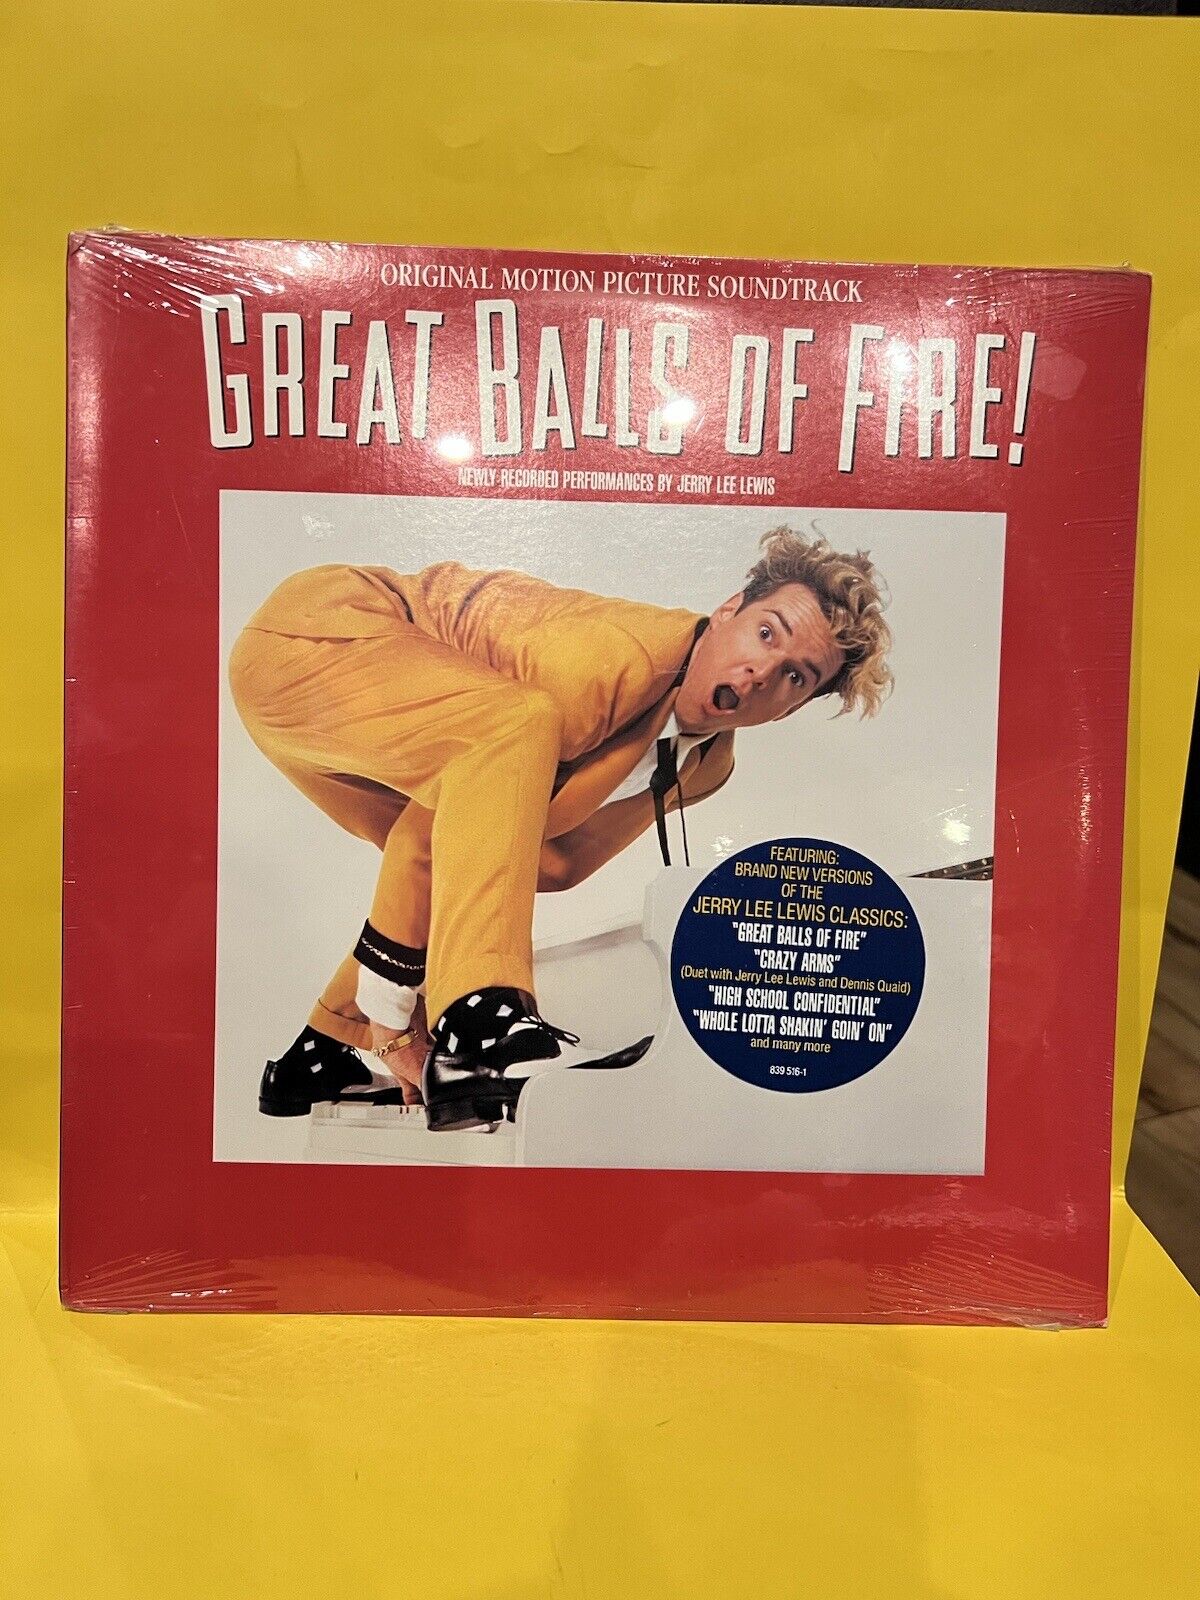 ORIGINAL MOTION PICTURE SOUNDTRACK
GREAT BALLS OF FIRE!
NEWLY RECORDED PERFORMANCES BY JERRY LEE LEWIS
FEATURING:
BRAND NEW VERSIONS
OF THE
JERRY LEE LEWIS CLASSICS:
"GREAT BALLS OF FIRE"
"CRAZY ARMS"
(Duet with Jerry Lee Lewis and Dennis Quaid)
"HIGH SCHOOL CONFIDENTIAL"
"WHOLE LOTTA SHAKIN' GOIN' ON"
and many more
839 516-1